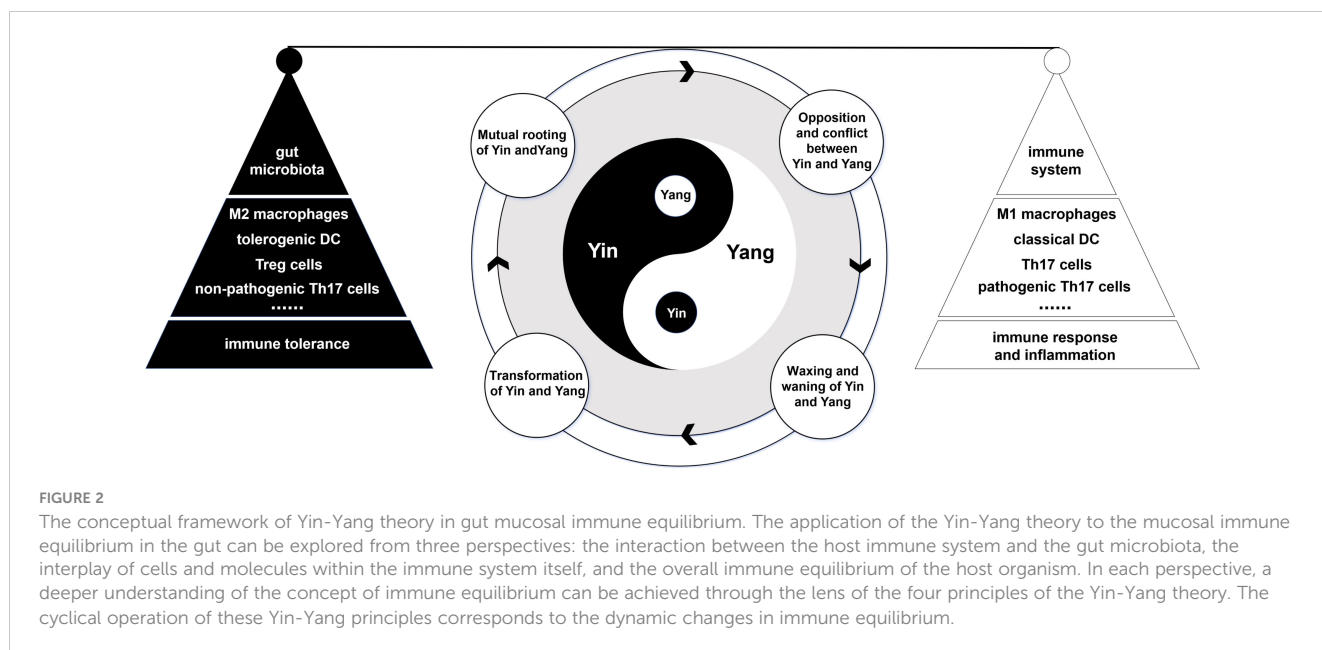 gut
microbiota
M2 macrophages
tolerogenic DC
Treg cells
non-pathogenic Th17 cells
......
immune tolerance
Mutual rooting
of Yin andYang
Opposition
and conflict
between
Yin and Yang
Yang
Yin
Yang
Yin
Transformation
of Yin and Yang
Waxing and
waning of Yin
and Yang
immune
system
M1 macrophages
classical DC
Th17 cells
pathogenic Th17 cells
......
immune response
and inflammation
FIGURE 2
The conceptual framework of Yin-Yang theory in gut mucosal immune equilibrium. The application of the Yin-Yang theory to the mucosal immune
equilibrium in the gut can be explored from three perspectives: the interaction between the host immune system and the gut microbiota, the
interplay of cells and molecules within the immune system itself, and the overall immune equilibrium of the host organism. In each perspective, a
deeper understanding of the concept of immune equilibrium can be achieved through the lens of the four principles of the Yin-Yang theory. The
cyclical operation of these Yin-Yang principles corresponds to the dynamic changes in immune equilibrium.